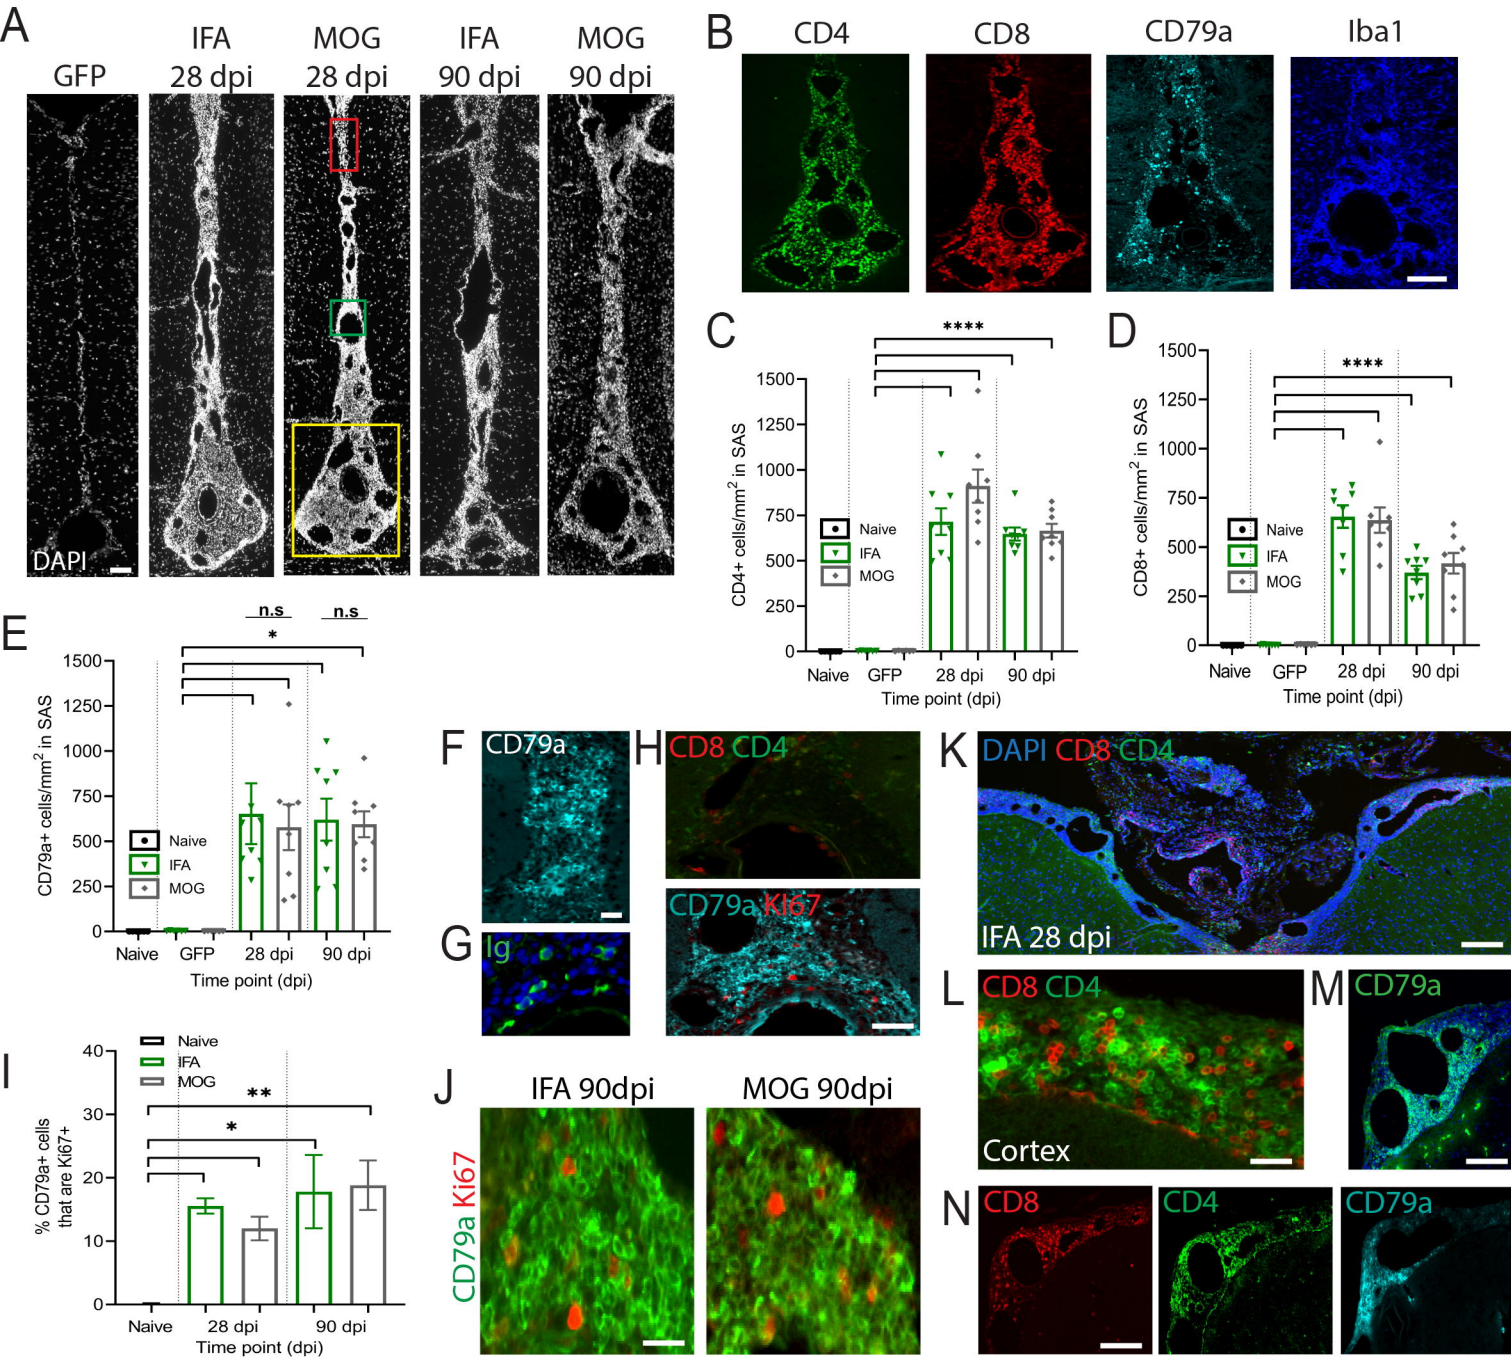 A
GFP
IFA
28 dpi
MOG
28 dpi
IFA
90 dpi
MOG
90 dpi
DAPI
B
CD4
CD8
CD79a
Iba1
C
****
CD4+ cells/mm² in SAS
1500
1250
1000
750
500
250
0
Naive
IFA
MOG
Naive
GFP
28 dpi
90 dpi
Time point (dpi)
D
****
CD8+ cells/mm² in SAS
1500
1250
1000
750
500
250
0
Naive
IFA
MOG
Naive
GFP
28 dpi
90 dpi
Time point (dpi)
E
n.s
n.s
*
CD79a+ cells/mm² in SAS
1500
1250
1000
750
500
250
0
Naive
IFA
MOG
Naive
GFP
28 dpi
90 dpi
Time point (dpi)
F
CD79a
G
Ig
H
CD8 CD4
CD79a KI67
I
Naive
IFA
MOG
**
*
% CD79a+ cells
that are Ki67+
40
30
20
10
0
Naive
28 dpi
90 dpi
Time point (dpi)
J
IFA 90dpi
MOG 90dpi
CD79a Ki67
K
DAPI CD8 CD4
IFA 28 dpi
L
CD8 CD4
Cortex
M
CD79a
N
CD8
CD4
CD79a